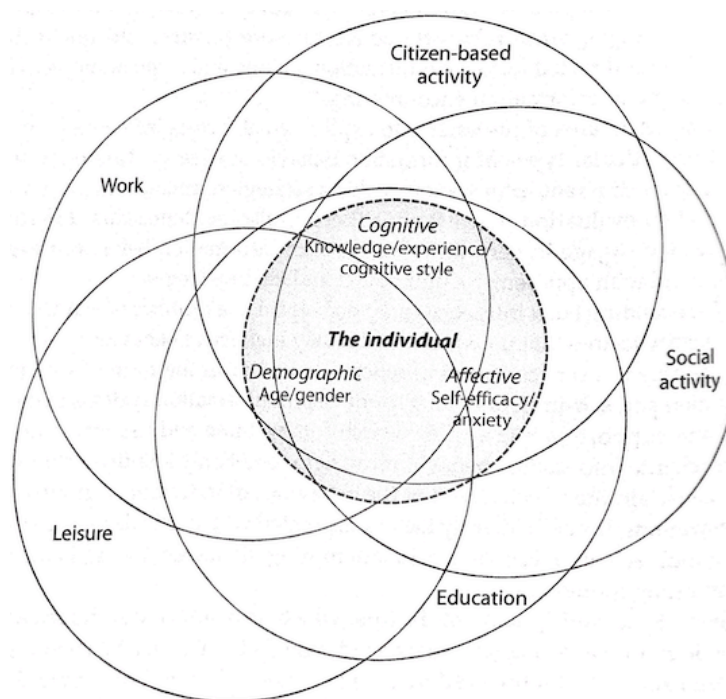 Citizen-based
activity
Work
Cognitive
Knowledge/experience/
cognitive style
The individual
Social
activity
Demographic
Age/gender
Affective
Self-efficacy/
anxiety
Leisure
Education